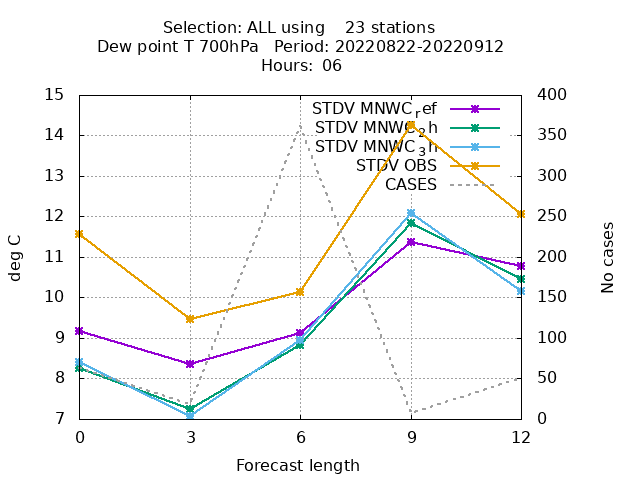 Selection: ALL using    23 stations
Dew point T 700hPa   Period: 20220822-20220912
Hours: 06
15 400
STDV MNWC_ref
14 350
STDV MNWC_2h
STDV MNWC_3h
13 300
STDV OBS
CASES
12 250
11 200
10 150
9 100
8 50
7 0
deg C
No cases
0 3 6 9 12
Forecast length